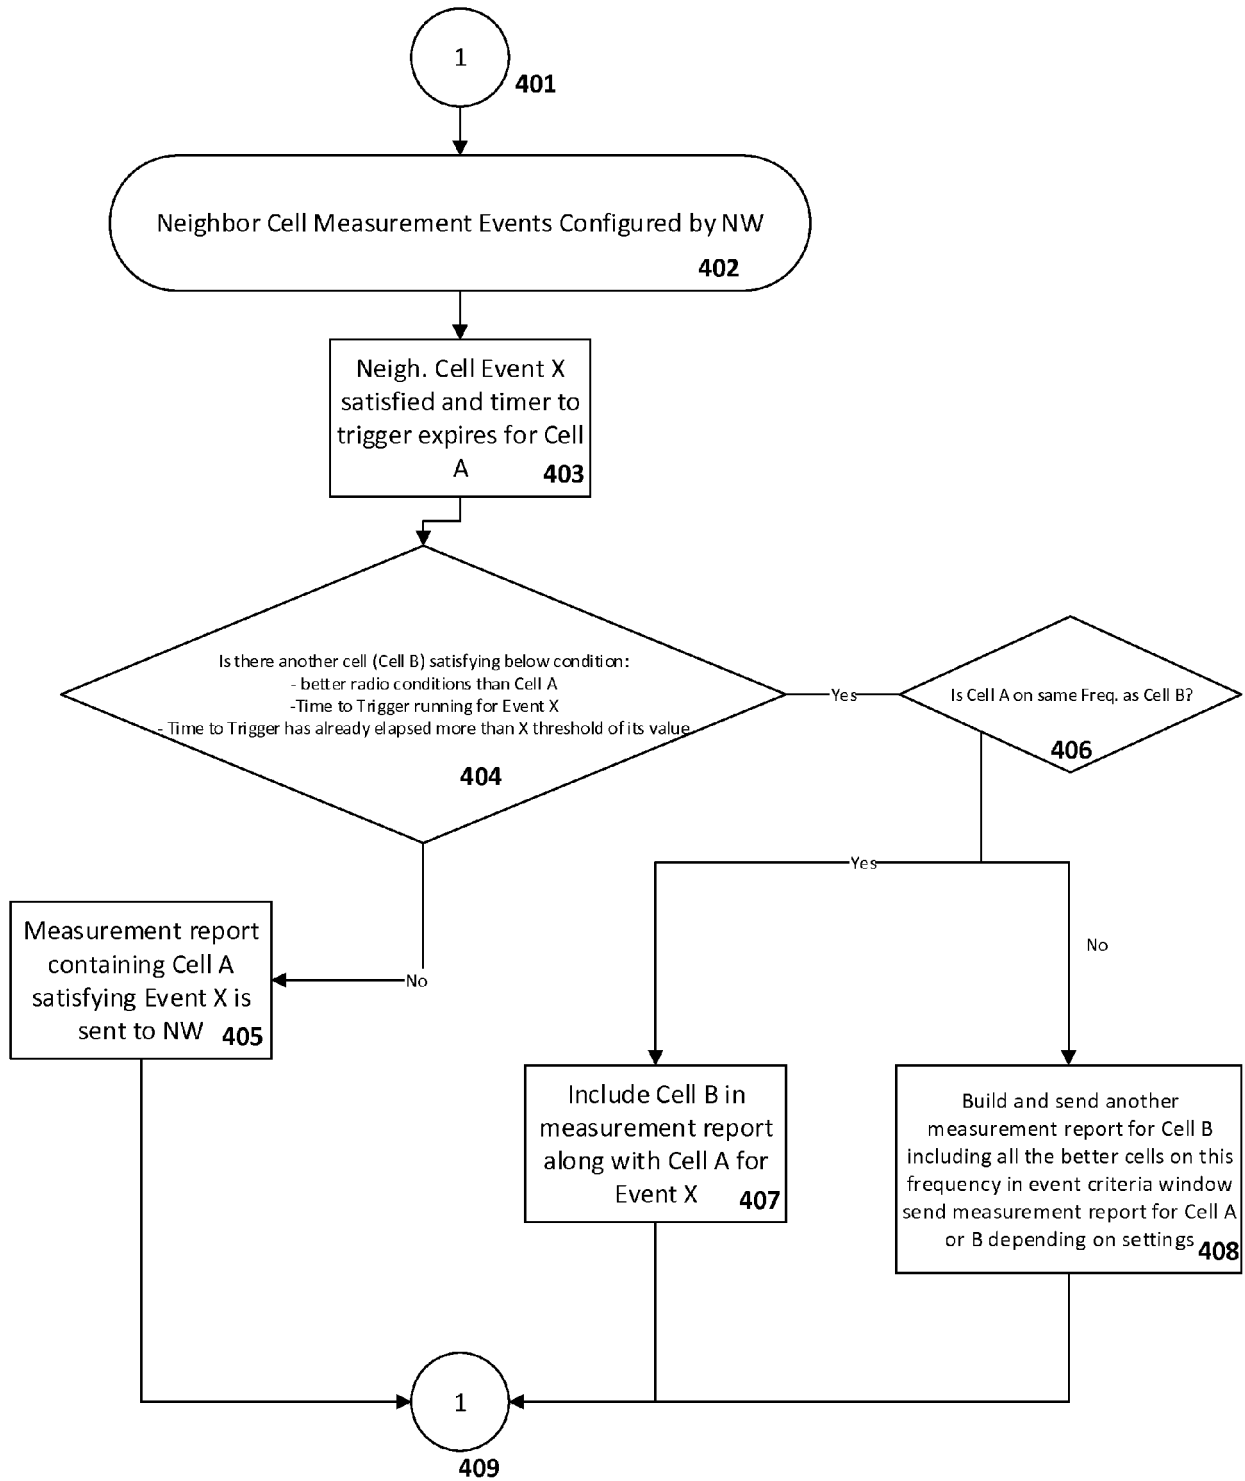 1
401
Neighbor Cell Measurement Events Configured by NW
402
Neigh. Cell Event X
satisfied and timer to
trigger expires for Cell
A
403
Is there another cell (Cell B) satisfying below condition:
- better radio conditions than Cell A
-Time to Trigger running for Event X
- Time to Trigger has already elapsed more than X threshold of its value
404
Yes
Is Cell A on same Freq. as Cell B?
406
Yes
No
No
Measurement report
containing Cell A
satisfying Event X is
sent to NW
405
Include Cell B in
measurement report
along with Cell A for
Event X
407
Build and send another
measurement report for Cell B
including all the better cells on this
frequency in event criteria window
send measurement report for Cell A
or B depending on settings
408
1
409